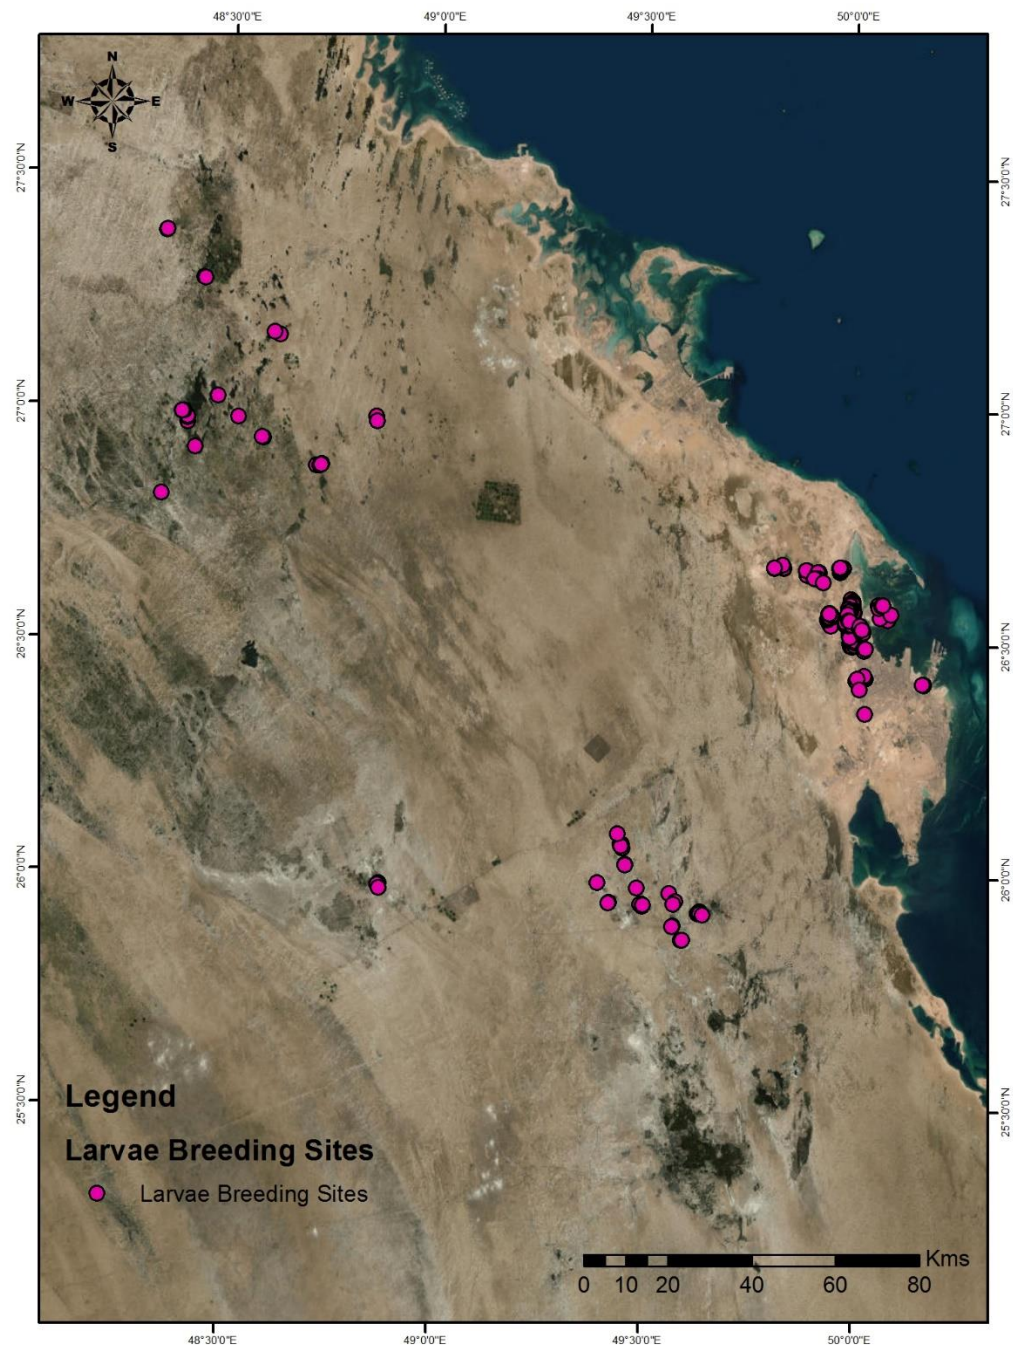 48°30'0"E 49°0'0"E 49°30'0"E 50°0'0"E
N
W E
S
27°30'0"N 27°30'0"N
27°0'0"N 27°0'0"N
26°30'0"N 26°30'0"N
26°0'0"N 26°0'0"N
25°30'0"N 25°30'0"N
Legend
Larvae Breeding Sites
Larvae Breeding Sites
Kms
0 10 20 40 60 80
48°30'0"E 49°0'0"E 49°30'0"E 50°0'0"E